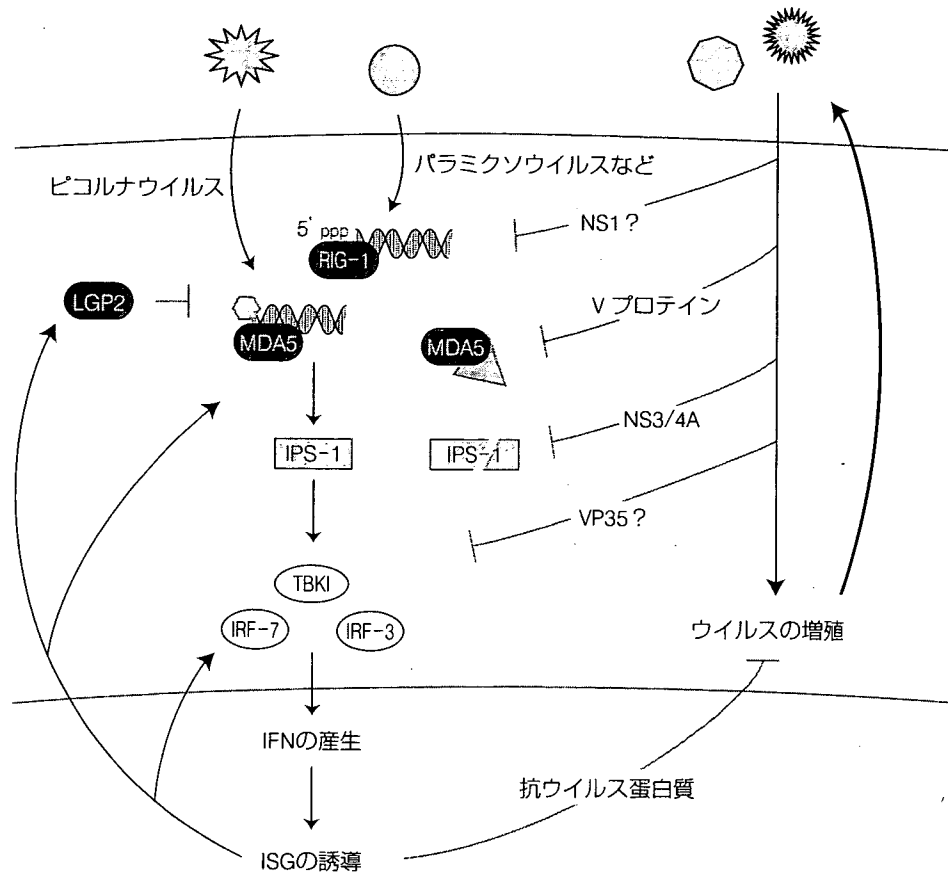 ピコルナウイルス
パラミクソウイルスなど
5' ppp
RIG-1
NS1？
LGP2
MDA5
MDA5
V プロテイン
IPS-1
IPS-1
NS3/4A
VP35？
TBKI
IRF-7
IRF-3
ウイルスの増殖
IFNの産生
抗ウイルス蛋白質
ISGの誘導